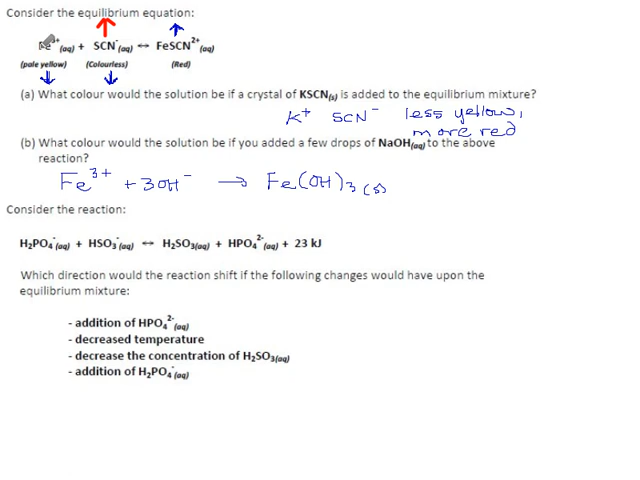 Consider the equilibrium equation:
Fe³⁺(aq) + SCN⁻(aq) ↔ FeSCN²⁺(aq)
(pale yellow) (Colourless) (Red)
(a) What colour would the solution be if a crystal of KSCN(s) is added to the equilibrium mixture?
K⁺ SCN⁻ less yellow,
more red
(b) What colour would the solution be if you added a few drops of NaOH(aq) to the above
reaction?
Fe³⁺ + 3OH⁻ → Fe(OH)₃(s)
Consider the reaction:
H₂PO₄⁻(aq) + HSO₃⁻(aq) ↔ H₂SO₃(aq) + HPO₄²⁻(aq) + 23 kJ
Which direction would the reaction shift if the following changes would have upon the
equilibrium mixture:
- addition of HPO₄²⁻(aq)
- decreased temperature
- decrease the concentration of H₂SO₃(aq)
- addition of H₂PO₄⁻(aq)